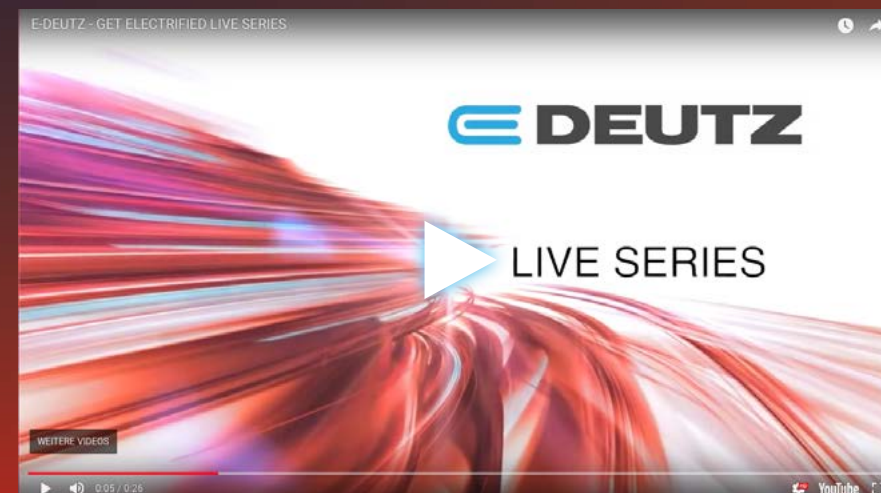 E-DEUTZ - GET ELECTRIFIED LIVE SERIES
DEUTZ
LIVE SERIES
WEITERE VIDEOS
0:05 / 0:26
YouTube